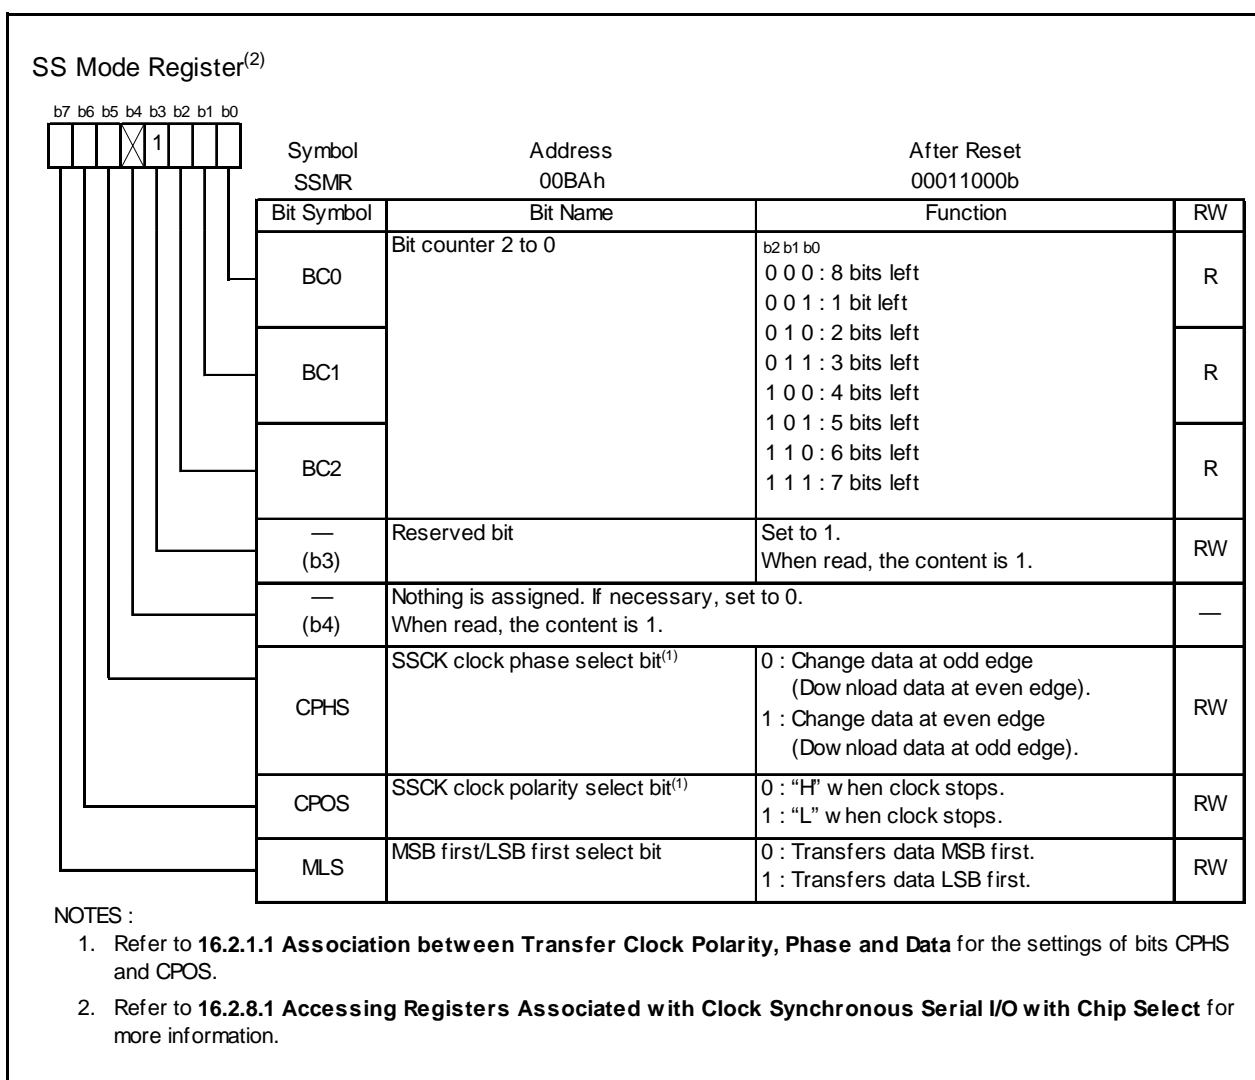 SS Mode Register(2)
b7 b6 b5 b4 b3 b2 b1 b0
1
Symbol Address After Reset
SSMR 00BAh 00011000b
Bit Symbol Bit Name Function RW
BC0 Bit counter 2 to 0 b2 b1 b0
0 0 0 : 8 bits left R
0 0 1 : 1 bit left
0 1 0 : 2 bits left
BC1 0 1 1 : 3 bits left R
1 0 0 : 4 bits left
1 0 1 : 5 bits left
BC2 1 1 0 : 6 bits left R
1 1 1 : 7 bits left
— Reserved bit Set to 1. RW
(b3) When read, the content is 1.
— Nothing is assigned. If necessary, set to 0. —
(b4) When read, the content is 1.
CPHS SSCK clock phase select bit(1) 0 : Change data at odd edge RW
(Download data at even edge).
1 : Change data at even edge
(Download data at odd edge).
CPOS SSCK clock polarity select bit(1) 0 : “H” when clock stops. RW
1 : “L” when clock stops.
MLS MSB first/LSB first select bit 0 : Transfers data MSB first. RW
1 : Transfers data LSB first.
NOTES :
1. Refer to 16.2.1.1 Association between Transfer Clock Polarity, Phase and Data for the settings of bits CPHS
and CPOS.
2. Refer to 16.2.8.1 Accessing Registers Associated with Clock Synchronous Serial I/O with Chip Select for
more information.